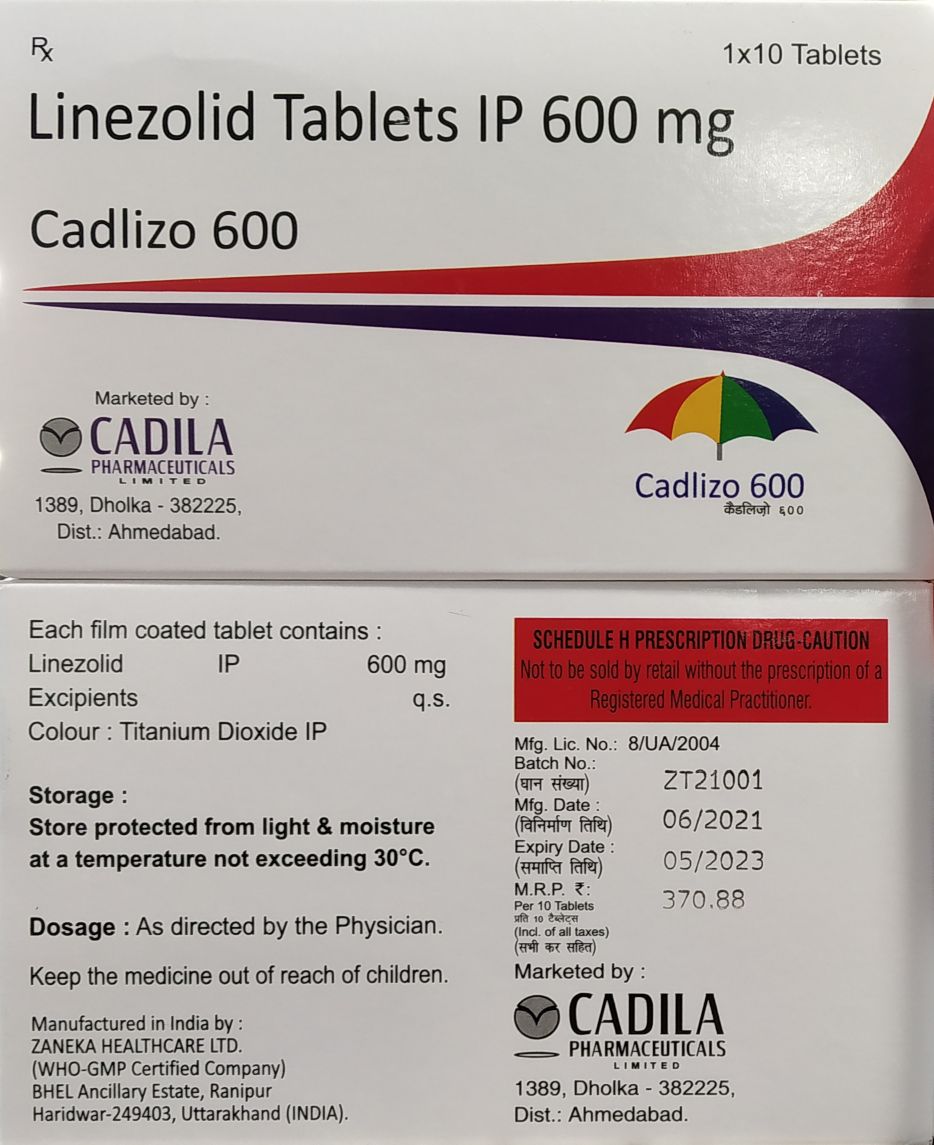 Rx
1x10 Tablets
Linezolid Tablets IP 600 mg
Cadlizo 600
Marketed by :
CADILA
PHARMACEUTICALS
LIMITED
1389, Dholka - 382225,
Dist.: Ahmedabad.
Cadlizo 600
कैडलिज़ो ६००
Each film coated tablet contains :
Linezolid IP 600 mg
Excipients q.s.
Colour : Titanium Dioxide IP
Storage :
Store protected from light & moisture
at a temperature not exceeding 30°C.
Dosage : As directed by the Physician.
Keep the medicine out of reach of children.
Manufactured in India by :
ZANEKA HEALTHCARE LTD.
(WHO-GMP Certified Company)
BHEL Ancillary Estate, Ranipur
Haridwar-249403, Uttarakhand (INDIA).
SCHEDULE H PRESCRIPTION DRUG-CAUTION
Not to be sold by retail without the prescription of a
Registered Medical Practitioner.
Mfg. Lic. No.: 8/UA/2004
Batch No.:
(घान संख्या) ZT21001
Mfg. Date :
(विनिर्माण तिथि) 06/2021
Expiry Date :
(समाप्ति तिथि) 05/2023
M.R.P. ₹: 370.88
Per 10 Tablets
प्रति 10 टैब्लेट्स
(Incl. of all taxes)
(सभी कर सहित)
Marketed by :
CADILA
PHARMACEUTICALS
LIMITED
1389, Dholka - 382225,
Dist.: Ahmedabad.